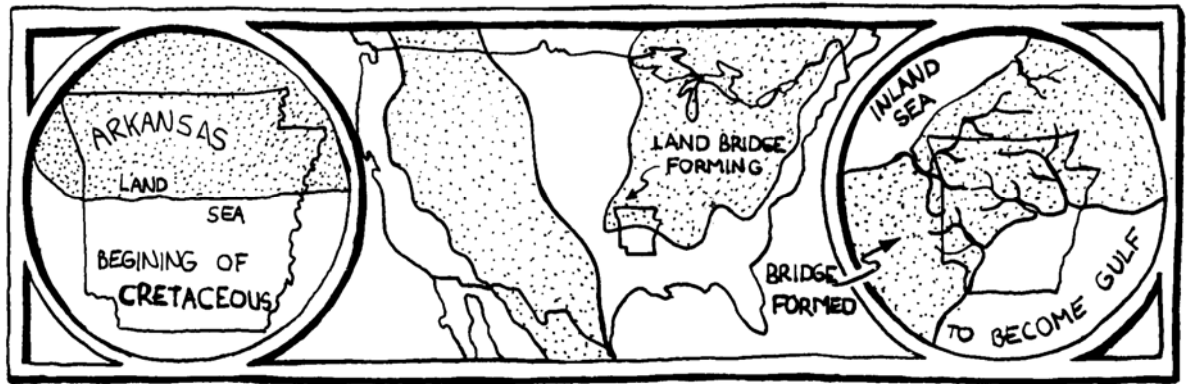 ARKANSAS
LAND
SEA
BEGINING OF
CRETACEOUS
LAND BRIDGE
FORMING
BRIDGE
FORMED
INLAND
SEA
TO BECOME GULF